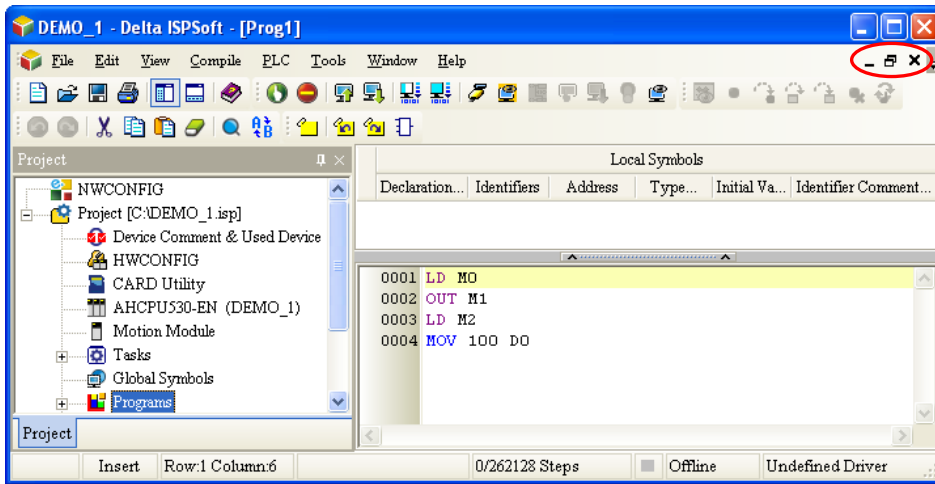 DEMO_1 - Delta ISPSoft - [Prog1]
File Edit View Compile PLC Tools Window Help
Project
Local Symbols
NWCONFIG
Declaration... Identifiers Address Type... Initial Va... Identifier Comment...
Project [C:\DEMO_1.isp]
Device Comment & Used Device
HWCONFIG
CARD Utility
AHCPU530-EN (DEMO_1)
Motion Module
Tasks
Global Symbols
Programs
0001 LD M0
0002 OUT M1
0003 LD M2
0004 MOV 100 D0
Project
Insert Row:1 Column:6 0/262128 Steps Offline Undefined Driver